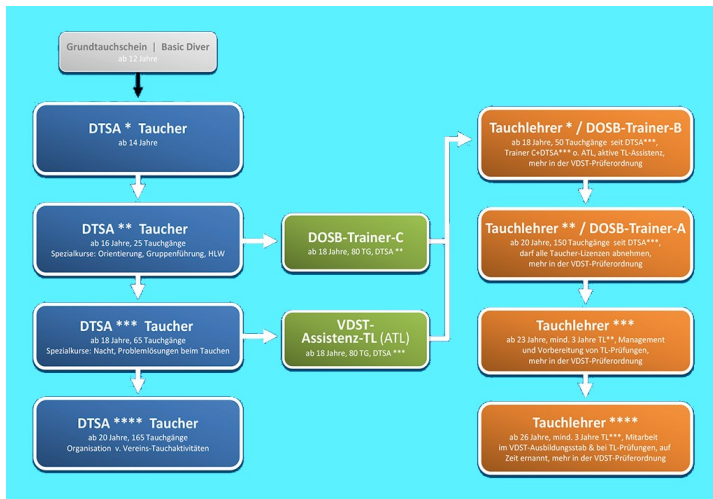 Grundtauchschein | Basic Diver
ab 12 Jahre
DTSA * Taucher
ab 14 Jahre
DTSA ** Taucher
ab 16 Jahre, 25 Tauchgänge
Spezialkurse: Orientierung, Gruppenführung, HLW
DTSA *** Taucher
ab 18 Jahre, 65 Tauchgänge
Spezialkurse: Nacht, Problemlösungen beim Tauchen
DTSA **** Taucher
ab 20 Jahre, 165 Tauchgänge
Organisation v. Vereins-Tauchaktivitäten
DOSB-Trainer-C
ab 18 Jahre, 80 TG, DTSA **
VDST-
Assistenz-TL (ATL)
ab 18 Jahre, 80 TG, DTSA ***
Tauchlehrer * / DOSB-Trainer-B
ab 18 Jahre, 50 Tauchgänge seit DTSA***,
Trainer C+DTSA*** o. ATL, aktive TL-Assistenz,
mehr in der VDST-Prüferordnung
Tauchlehrer ** / DOSB-Trainer-A
ab 20 Jahre, 150 Tauchgänge seit DTSA***,
darf alle Taucher-Lizenzen abnehmen,
mehr in der VDST-Prüferordnung
Tauchlehrer ***
ab 23 Jahre, mind. 3 Jahre TL**, Management
und Vorbereitung von TL-Prüfungen,
mehr in der VDST-Prüferordnung
Tauchlehrer ****
ab 26 Jahre, mind. 3 Jahre TL***, Mitarbeit
im VDST-Ausbildungsstab & bei TL-Prüfungen, auf
Zeit ernannt, mehr in der VDST-Prüferordnung